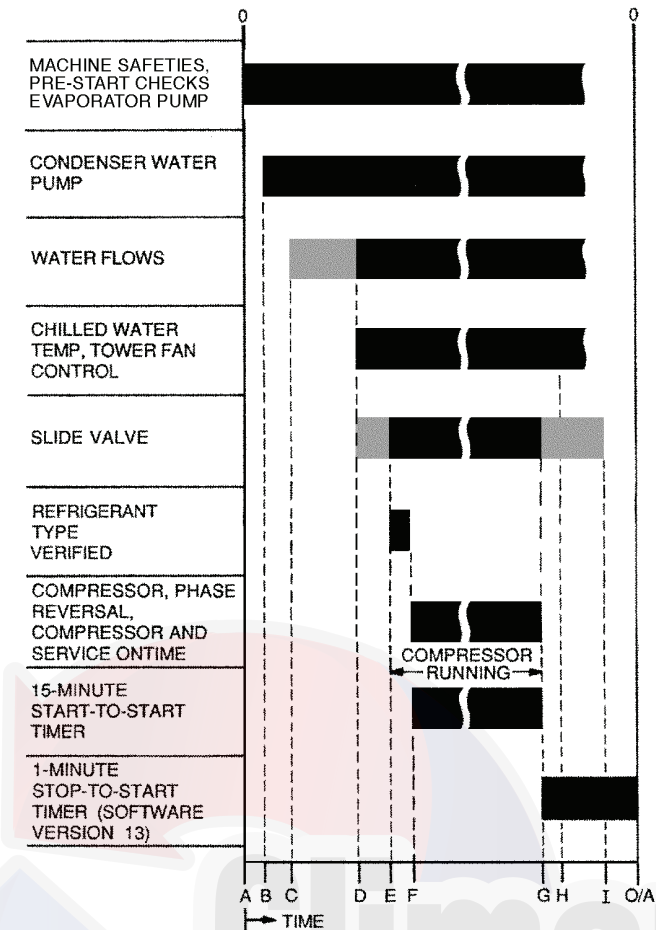 0 0
MACHINE SAFETIES,
PRE-START CHECKS
EVAPORATOR PUMP
CONDENSER WATER
PUMP
WATER FLOWS
CHILLED WATER
TEMP, TOWER FAN
CONTROL
SLIDE VALVE
REFRIGERANT
TYPE
VERIFIED
COMPRESSOR, PHASE
REVERSAL,
COMPRESSOR AND
SERVICE ONTIME
COMPRESSOR
RUNNING
15-MINUTE
START-TO-START
TIMER
1-MINUTE
STOP-TO-START
TIMER (SOFTWARE
VERSION 13)
A B C D E F G H I O/A
TIME